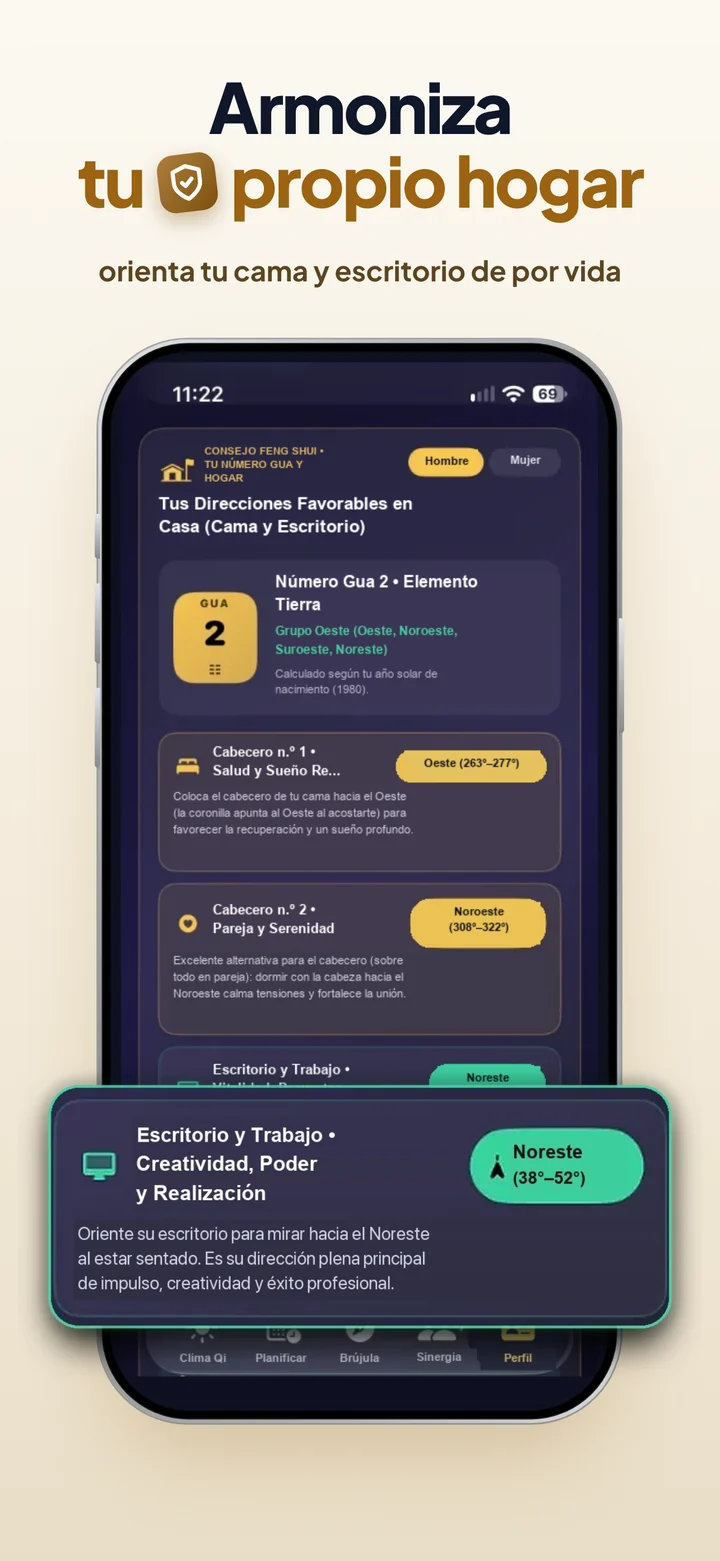 Armoniza
tu propio hogar
orienta tu cama y escritorio de por vida
11:22
69
CONSEJO FENG SHUI •
TU NÚMERO GUA Y
HOGAR
Hombre
Mujer
Tus Direcciones Favorables en
Casa (Cama y Escritorio)
GUA
2
Número Gua 2 • Elemento
Tierra
Grupo Oeste (Oeste, Noroeste,
Suroeste, Noreste)
Calculado según tu año solar de
nacimiento (1980).
Cabecero n.º 1 •
Salud y Sueño Re...
Oeste (263°–277°)
Coloca el cabecero de tu cama hacia el Oeste
(la coronilla apunta al Oeste al acostarte) para
favorecer la recuperación y un sueño profundo.
Cabecero n.º 2 •
Pareja y Serenidad
Noroeste
(308°–322°)
Excelente alternativa para el cabecero (sobre
todo en pareja): dormir con la cabeza hacia el
Noroeste calma tensiones y fortalece la unión.
Escritorio y Trabajo •
Noreste
Escritorio y Trabajo •
Creatividad, Poder
y Realización
Noreste
(38°–52°)
Oriente su escritorio para mirar hacia el Noreste
al estar sentado. Es su dirección plena principal
de impulso, creatividad y éxito profesional.
Clima Qi
Planificar
Brújula
Sinergia
Perfil